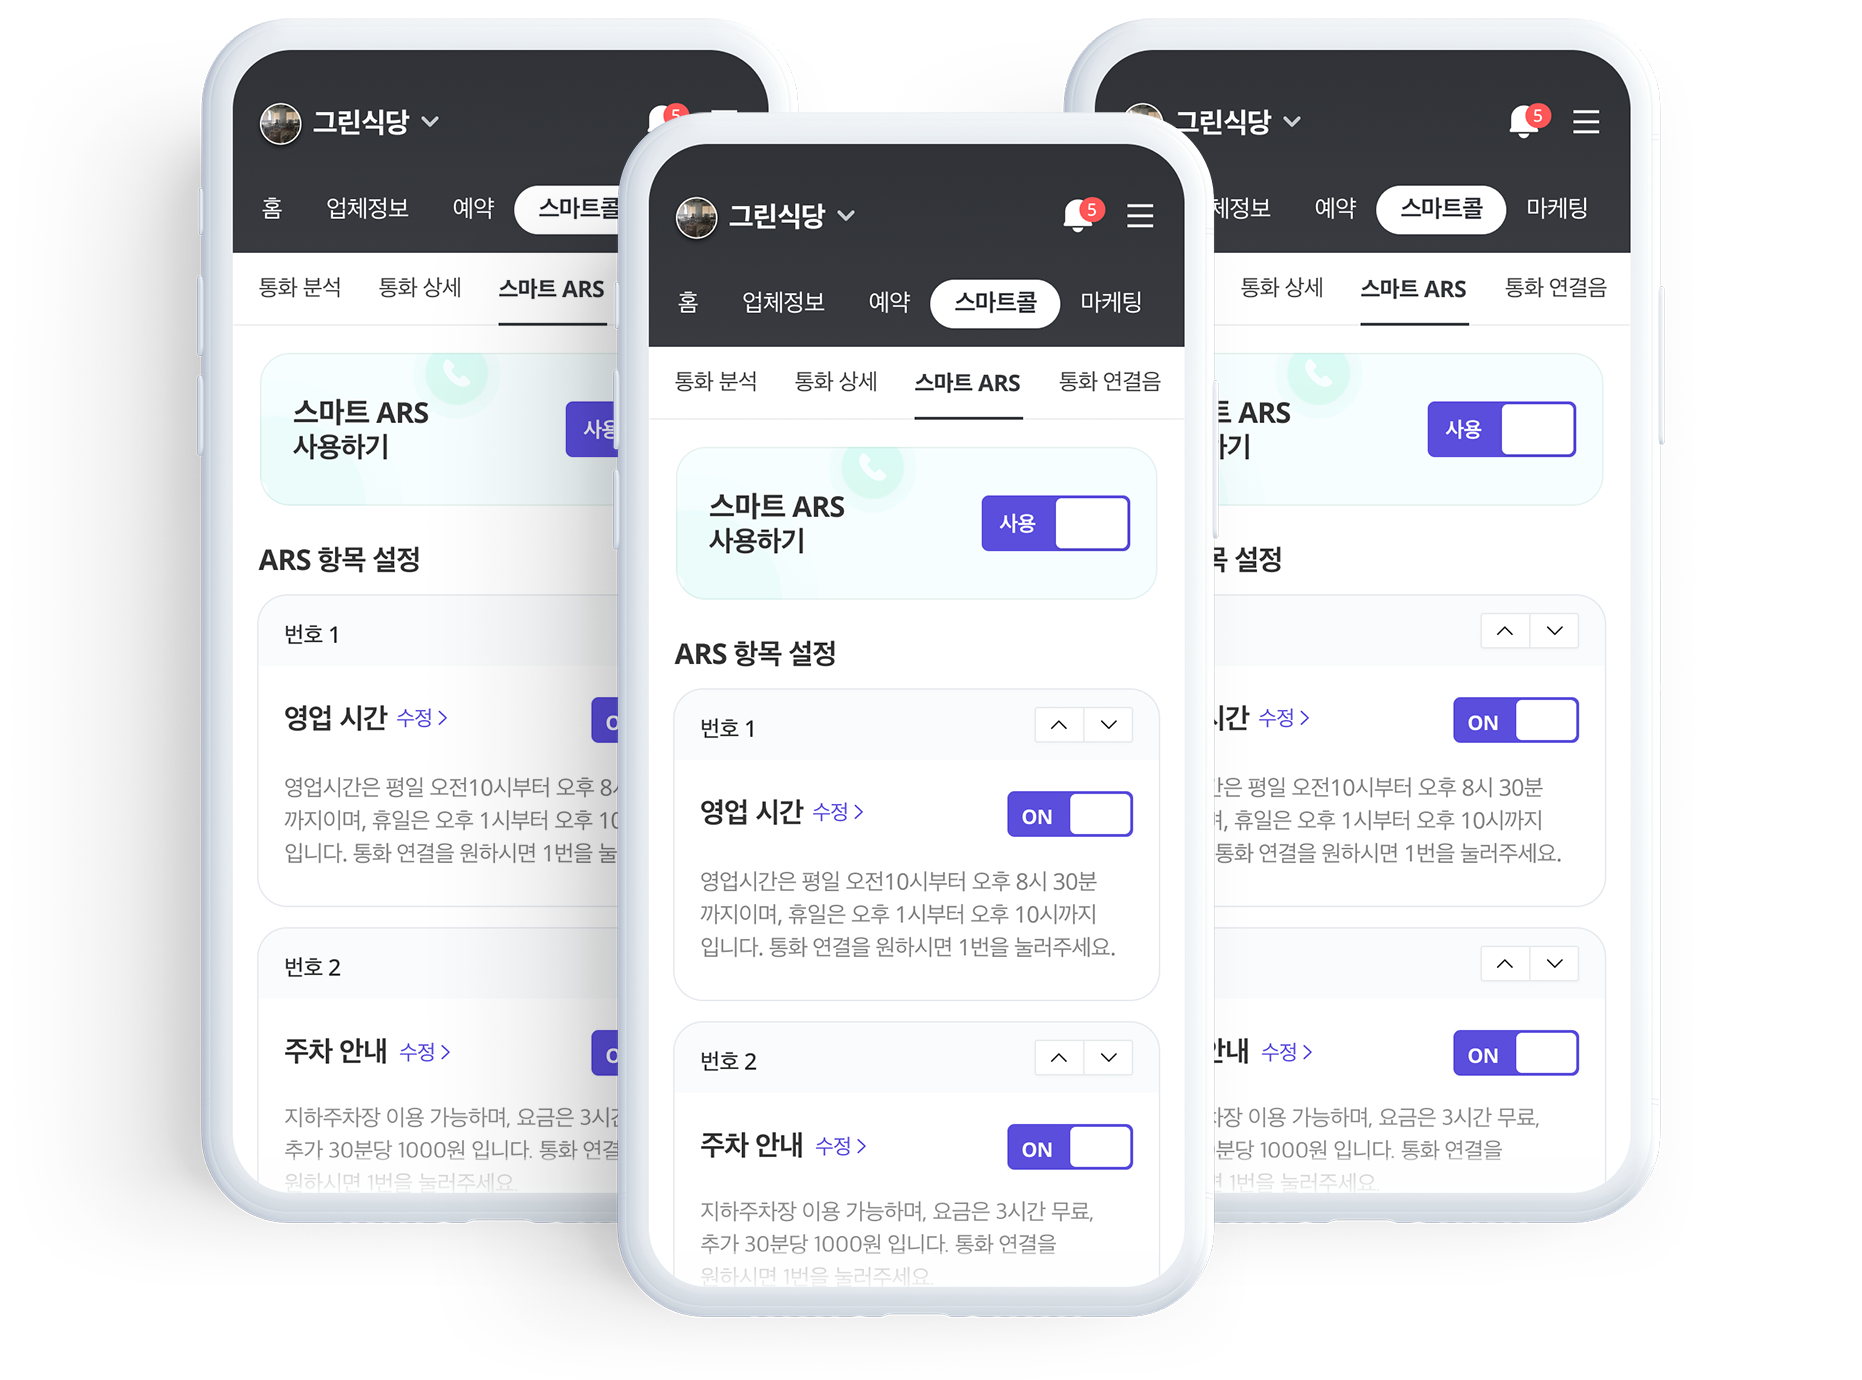 그린식당
5
홈 업체정보 예약 스마트콜
통화 분석 통화 상세 스마트 ARS
스마트 ARS
사용하기
사용
ARS 항목 설정
번호 1
영업 시간 수정 >
영업시간은 평일 오전10시부터 오후
까지이며, 휴일은 오후 1시부터 오후 10
입니다. 통화 연결을 원하시면 1번을
번호 2
주차 안내 수정 >
지하주차장 이용 가능하며, 요금은
추가 30분당 1000원 입니다. 통화
원하시면 1번을 눌러주세요.
그린식당
5
홈 업체정보 예약 스마트콜 마케팅
통화 분석 통화 상세 스마트 ARS 통화 연결음
스마트 ARS
사용하기
사용
ARS 항목 설정
번호 1
영업 시간 수정 >
ON
영업시간은 평일 오전10시부터 오후 8시 30분
까지이며, 휴일은 오후 1시부터 오후 10시까지
입니다. 통화 연결을 원하시면 1번을 눌러주세요.
번호 2
주차 안내 수정 >
ON
지하주차장 이용 가능하며, 요금은 3시간 무료,
추가 30분당 1000원 입니다. 통화 연결을
원하시면 1번을 눌러주세요.
그린식당
5
체정보 예약 스마트콜 마케팅
통화 상세 스마트 ARS 통화 연결음
ARS
사용
설정
수정 >
ON
평일 오전10시부터 오후 8시 30분
휴일은 오후 1시부터 오후 10시까지
통화 연결을 원하시면 1번을 눌러주세요.
수정 >
ON
이용 가능하며, 요금은 3시간 무료,
1000원 입니다. 통화 연결을
1번을 눌러주세요.